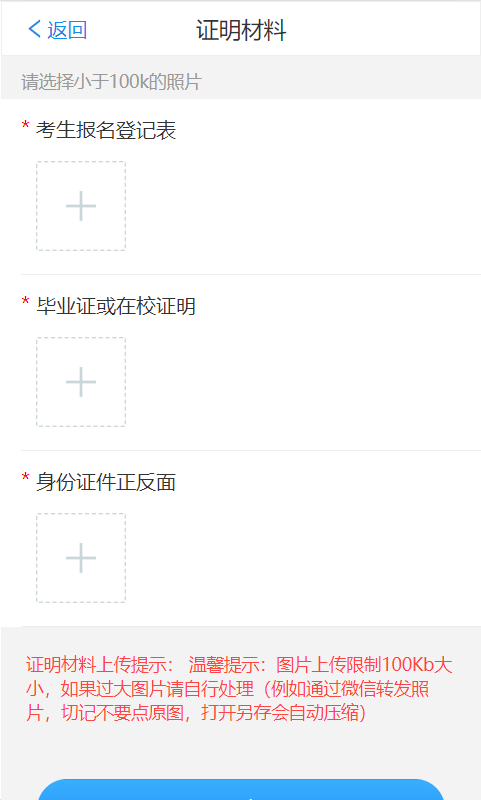 返回
证明材料
请选择小于100k的照片
* 考生报名登记表
* 毕业证或在校证明
* 身份证件正反面
证明材料上传提示： 温馨提示：图片上传限制100Kb大
小，如果过大图片请自行处理（例如通过微信转发照
片，切记不要点原图，打开另存会自动压缩）